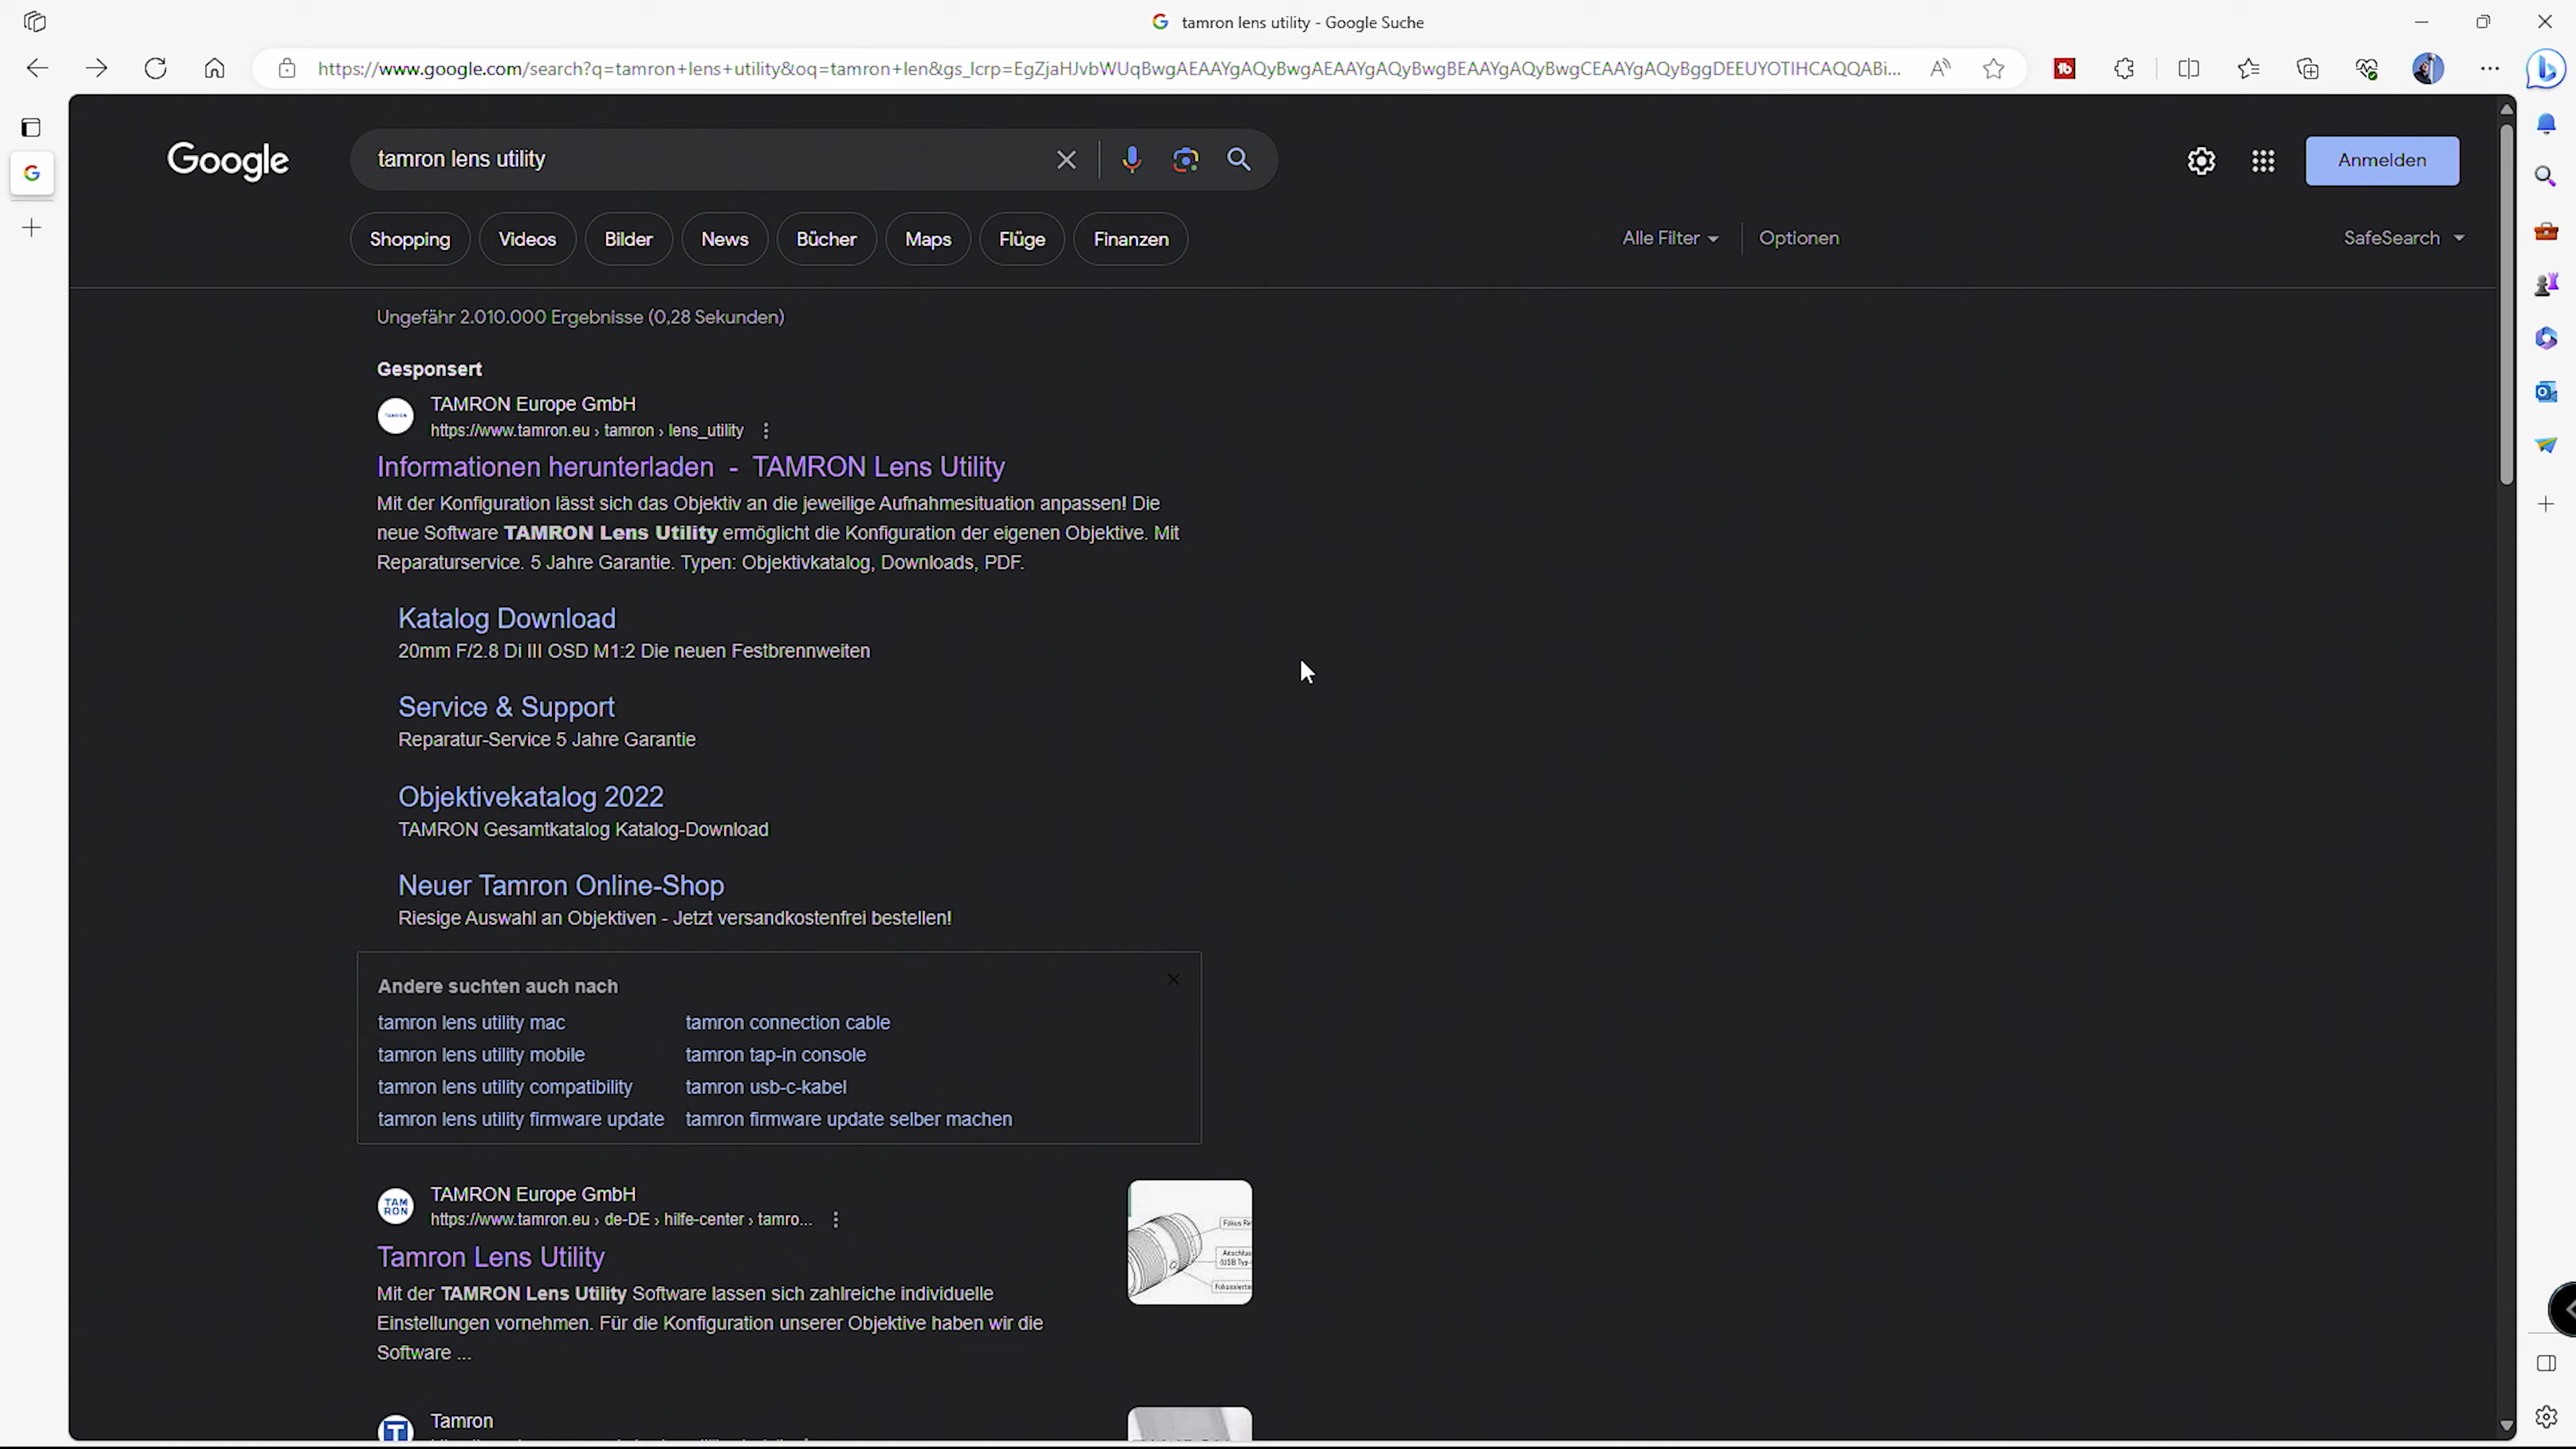 tamron lens utility - Google Suche
https://www.google.com/search?q=tamron+lens+utility&oq=tamron+len&gs_lcrp=EgZjaHJvbWUqBwgAEAAYgAQyBwgAEAAYgAQyBwgBEAAYgAQyBwgCEAAYgAQyBggDEEUYOTIHCAQQABi...
Google
tamron lens utility
Anmelden
Shopping
Videos
Bilder
News
Bücher
Maps
Flüge
Finanzen
Alle Filter
Optionen
SafeSearch
Ungefähr 2.010.000 Ergebnisse (0,28 Sekunden)
Gesponsert
TAMRON
TAMRON Europe GmbH
https://www.tamron.eu › tamron › lens_utility
Informationen herunterladen - TAMRON Lens Utility
Mit der Konfiguration lässt sich das Objektiv an die jeweilige Aufnahmesituation anpassen! Die
neue Software TAMRON Lens Utility ermöglicht die Konfiguration der eigenen Objektive. Mit
Reparaturservice. 5 Jahre Garantie. Typen: Objektivkatalog, Downloads, PDF.
Katalog Download
20mm F/2.8 Di III OSD M1:2 Die neuen Festbrennweiten
Service & Support
Reparatur-Service 5 Jahre Garantie
Objektivekatalog 2022
TAMRON Gesamtkatalog Katalog-Download
Neuer Tamron Online-Shop
Riesige Auswahl an Objektiven - Jetzt versandkostenfrei bestellen!
Andere suchten auch nach
tamron lens utility mac
tamron connection cable
tamron lens utility mobile
tamron tap-in console
tamron lens utility compatibility
tamron usb-c-kabel
tamron lens utility firmware update
tamron firmware update selber machen
TAM
RON
TAMRON Europe GmbH
https://www.tamron.eu › de-DE › hilfe-center › tamro...
Tamron Lens Utility
Mit der TAMRON Lens Utility Software lassen sich zahlreiche individuelle
Einstellungen vornehmen. Für die Konfiguration unserer Objektive haben wir die
Software ...
Fokus
(USB Typ-
Tamron